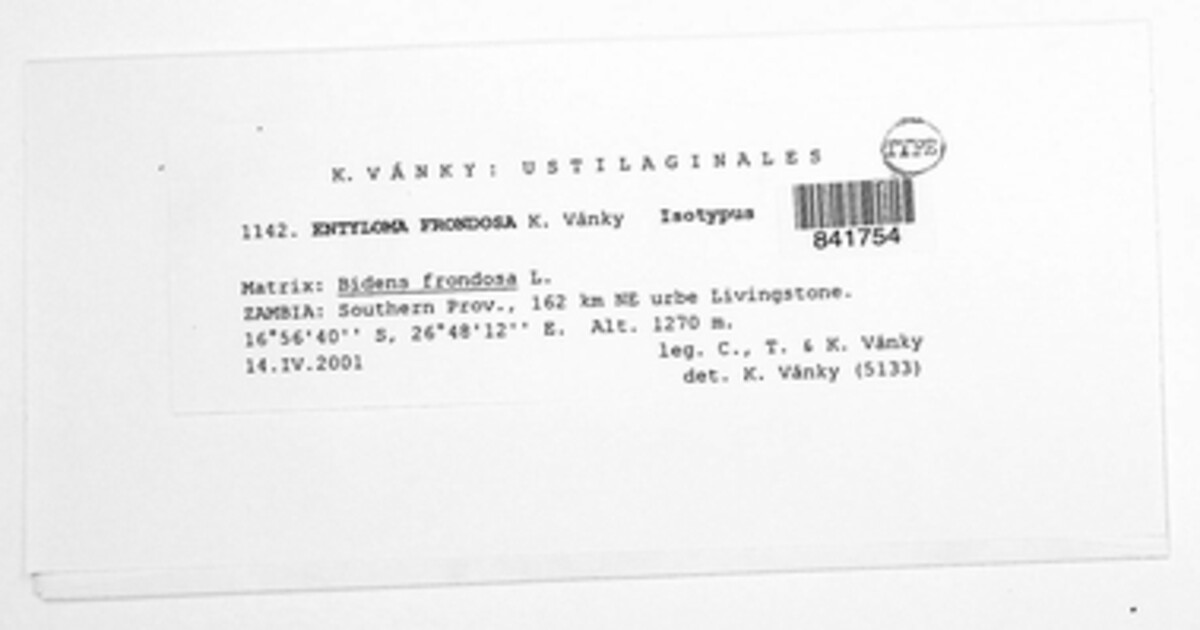 TYPE
K. VÁNKY: USTILAGINALES
1142. ENTYLOMA FRONDOSA K. Vánky Isotypus
841754
Matrix: Bidens frondosa L.
ZAMBIA: Southern Prov., 162 km NE urbe Livingstone.
16°56'40'' S, 26°48'12'' E. Alt. 1270 m.
14.IV.2001
leg. C., T. & K. Vánky
det. K. Vánky (5133)